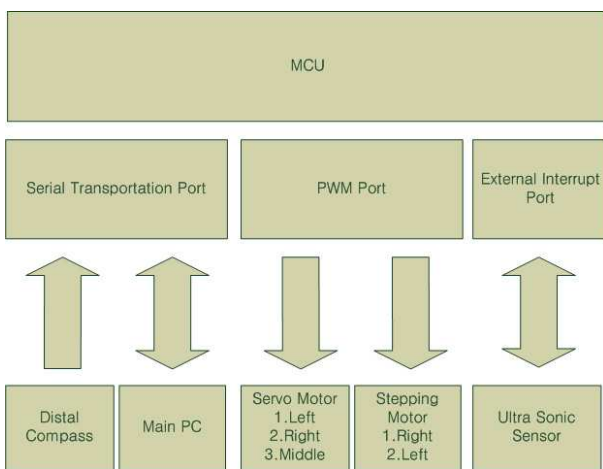 MCU
Serial Transportation Port
PWM Port
External Interrupt
Port
Distal
Compass
Main PC
Servo Motor
1.Left
2.Right
3.Middle
Stepping
Motor
1.Right
2.Left
Ultra Sonic
Sensor